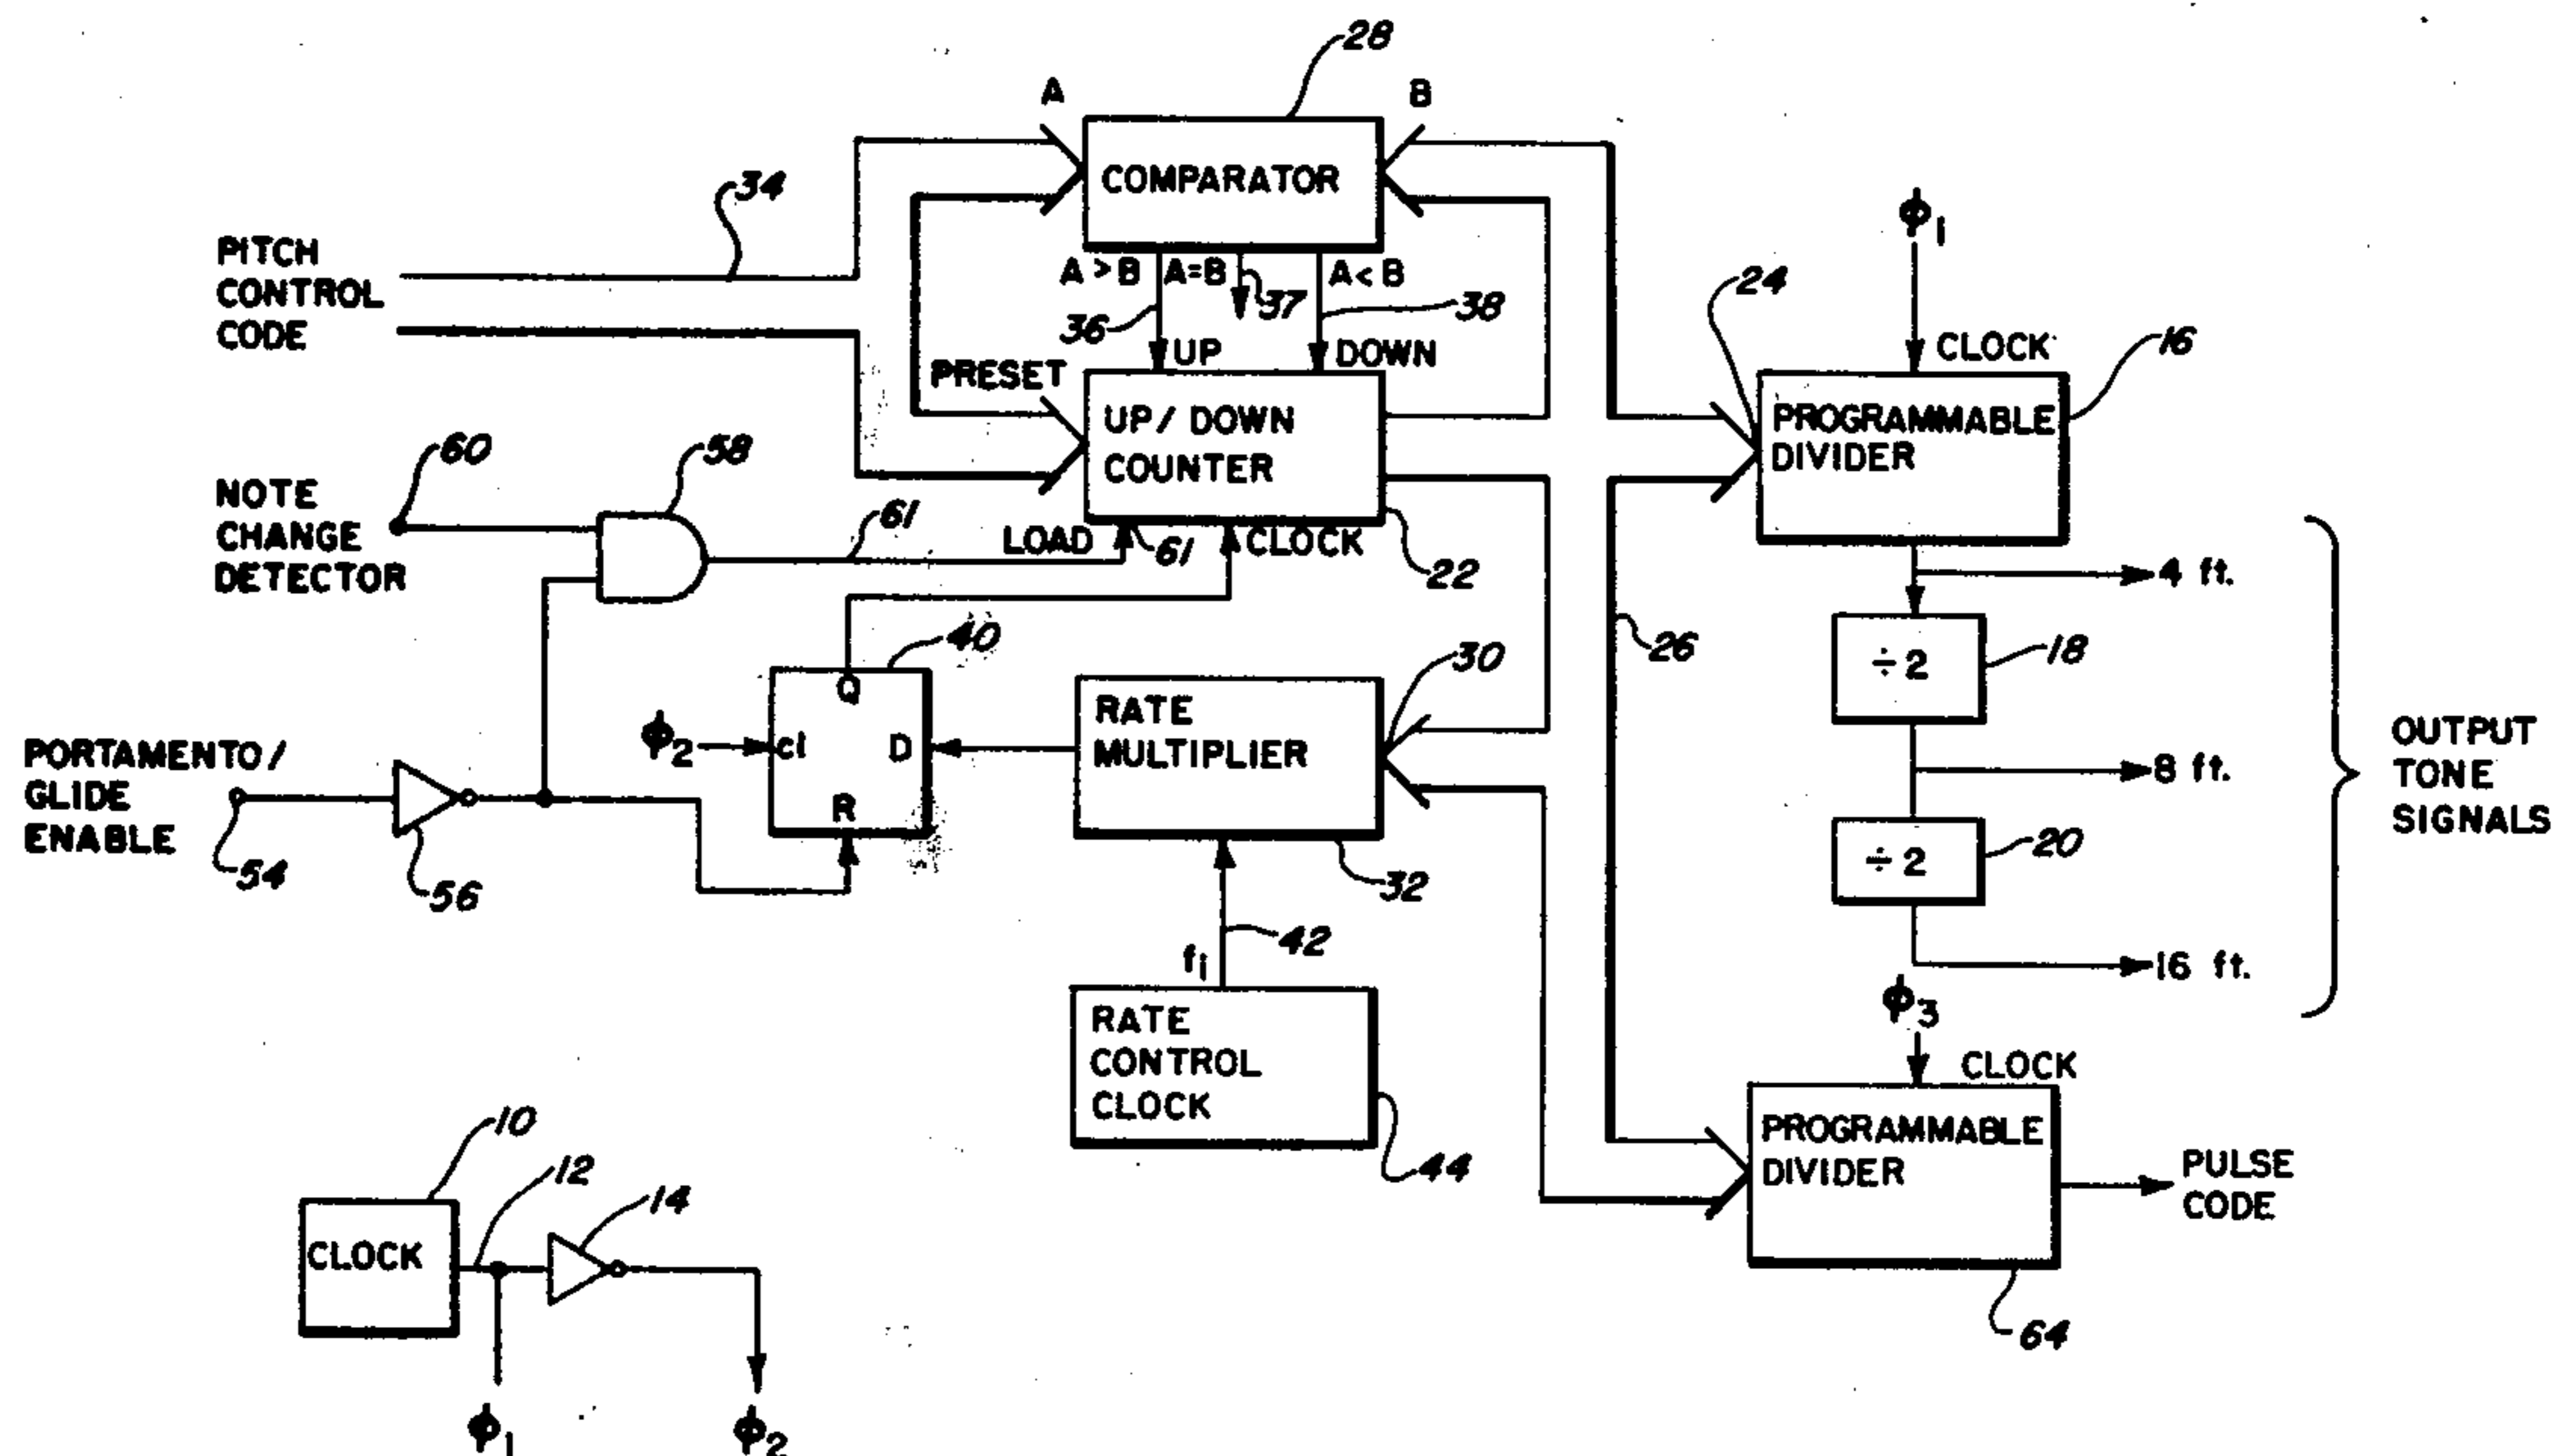 28
A
B
COMPARATOR
34
PITCH
CONTROL
CODE
A > B
A=B
A< B
36
37
38
UP
DOWN
PRESET
UP/ DOWN
COUNTER
ϕ1
24
CLOCK
16
PROGRAMMABLE
DIVIDER
60
58
NOTE
CHANGE
DETECTOR
61
LOAD
61
CLOCK
22
4 ft.
÷2
18
26
8 ft.
÷2
20
16 ft.
OUTPUT
TONE
SIGNALS
40
Q
ϕ2
cl
D
R
RATE
MULTIPLIER
30
32
PORTAMENTO/
GLIDE
ENABLE
54
56
fi
42
RATE
CONTROL
CLOCK
44
ϕ3
CLOCK
PROGRAMMABLE
DIVIDER
PULSE
CODE
64
10
12
14
CLOCK
ϕ1
ϕ2